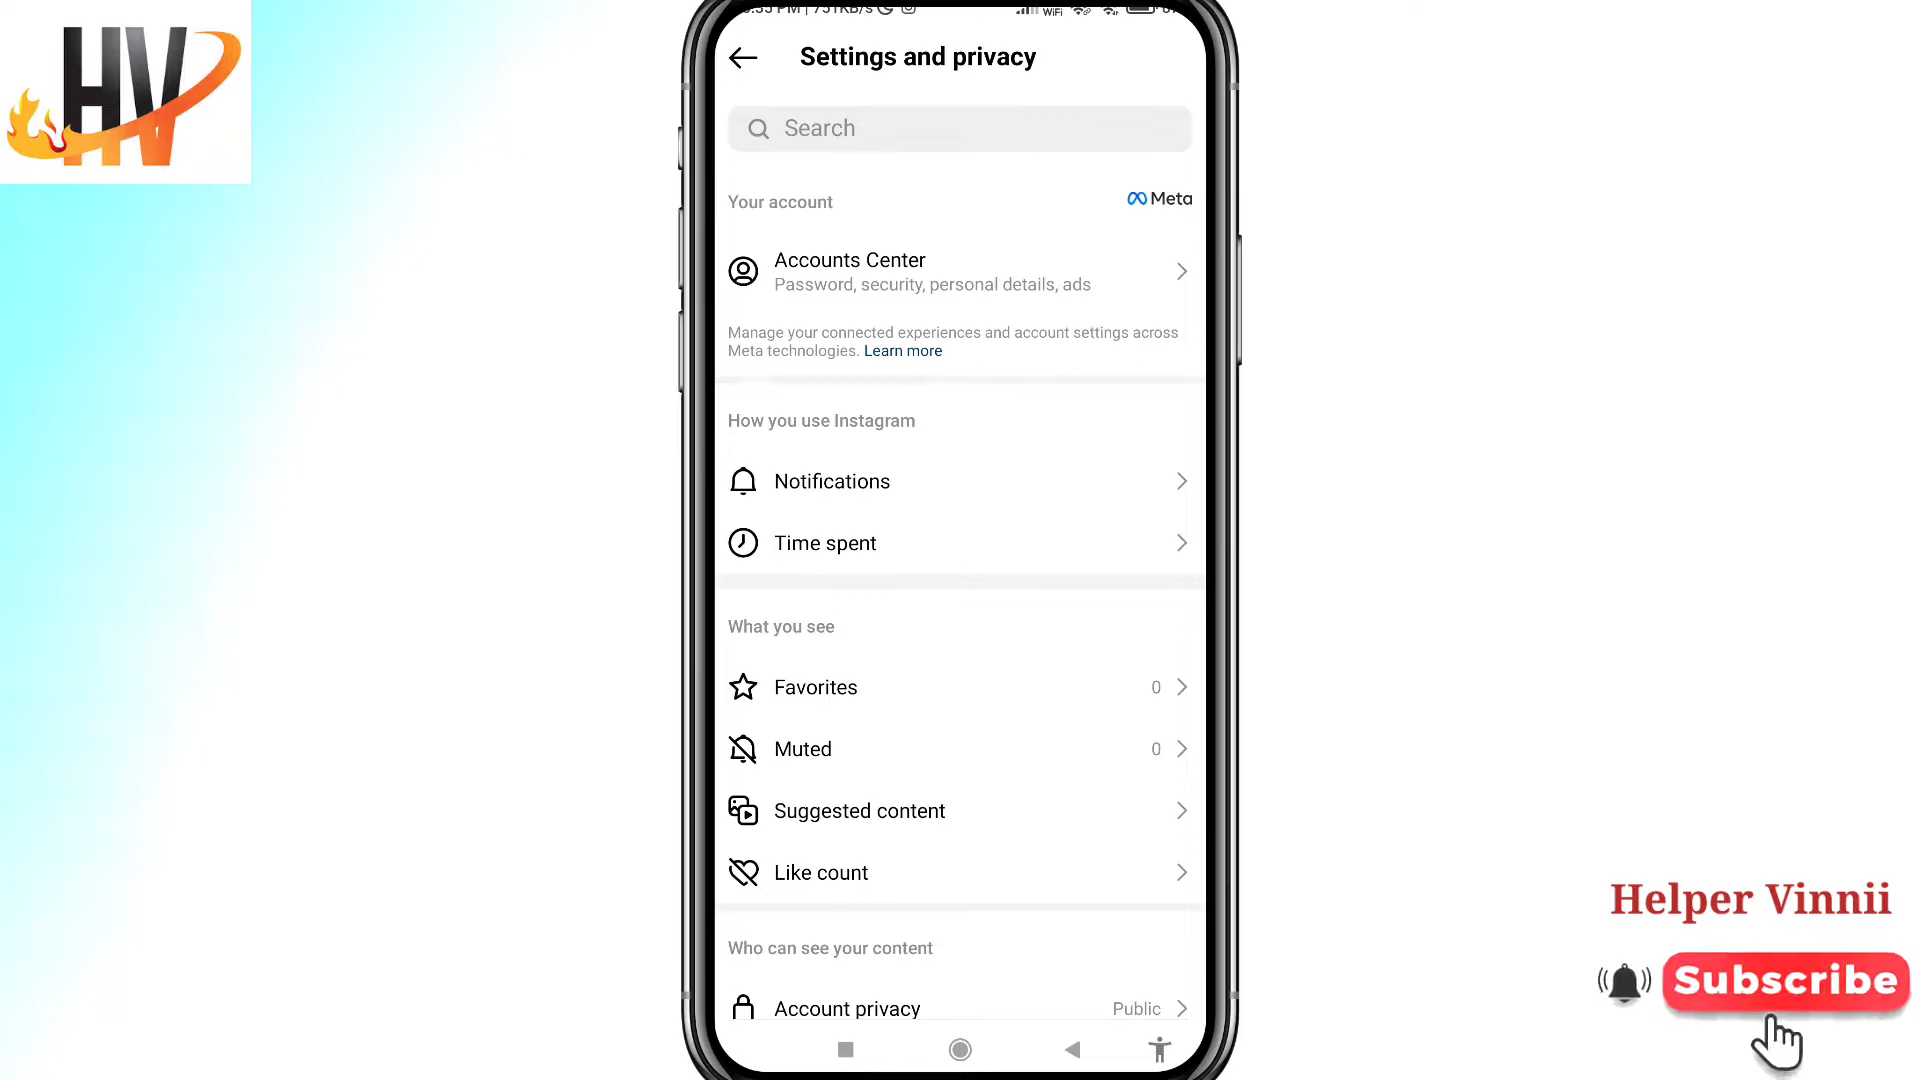 HV
Settings and privacy
Search
Your account
Meta
Accounts Center
Password, security, personal details, ads
Manage your connected experiences and account settings across
Meta technologies. Learn more
How you use Instagram
Notifications
Time spent
What you see
Favorites 0
Muted 0
Suggested content
Like count
Who can see your content
Account privacy Public
Helper Vinnii
Subscribe